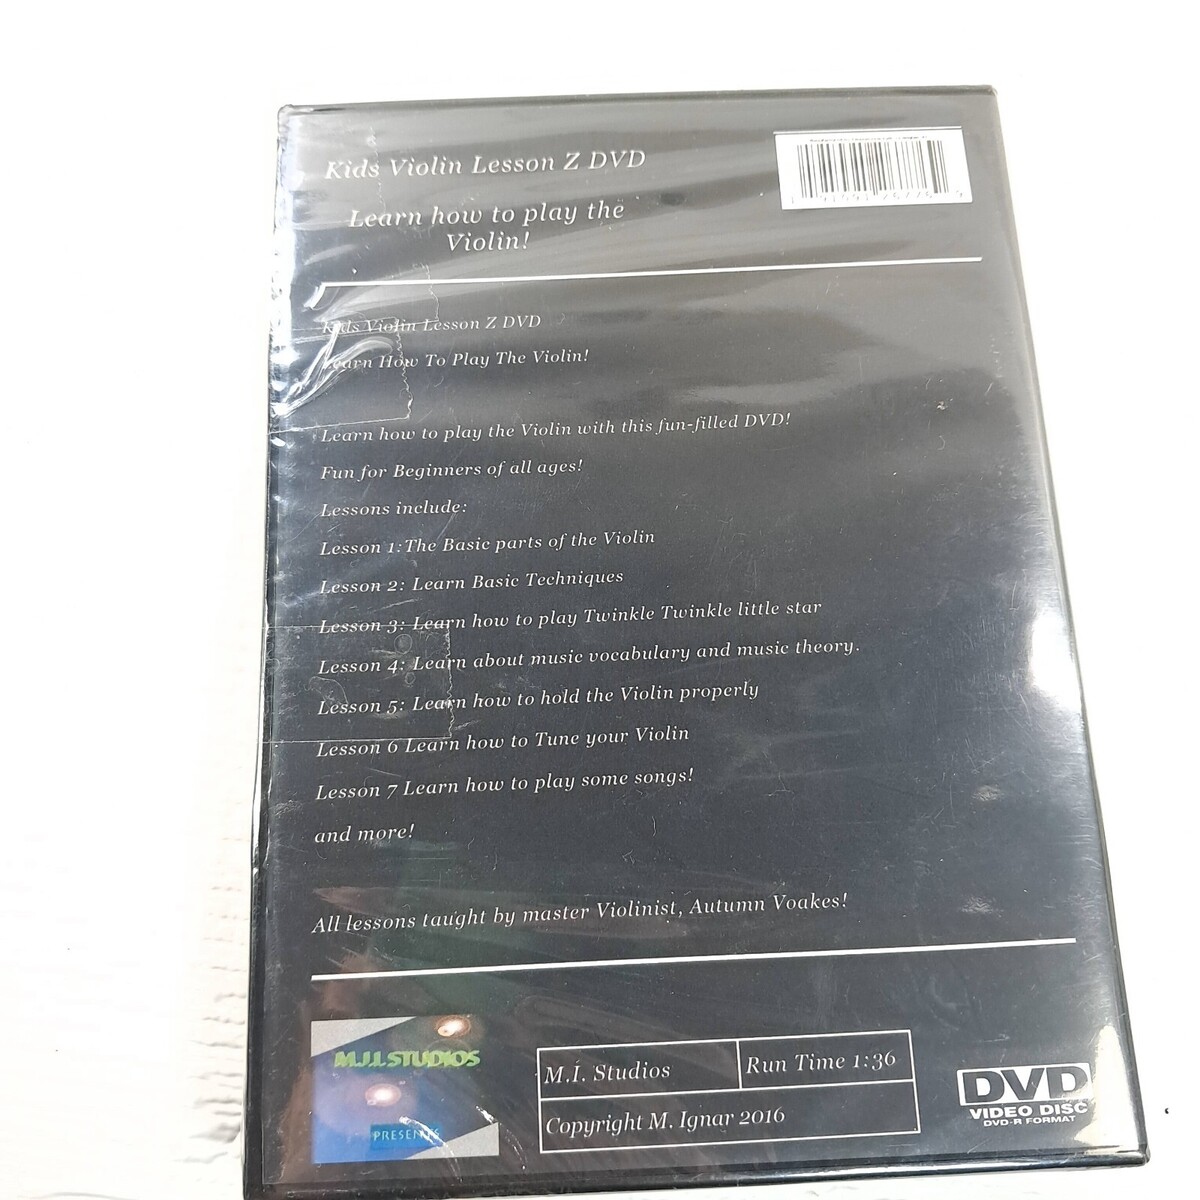 Kids Violin Lesson Z DVD
Learn how to play the
Violin!
Kids Violin Lesson Z DVD
Learn How To Play The Violin!
Learn how to play the Violin with this fun-filled DVD!
Fun for Beginners of all ages!
Lessons include:
Lesson 1:The Basic parts of the Violin
Lesson 2: Learn Basic Techniques
Lesson 3: Learn how to play Twinkle Twinkle little star
Lesson 4: Learn about music vocabulary and music theory.
Lesson 5: Learn how to hold the Violin properly
Lesson 6 Learn how to Tune your Violin
Lesson 7 Learn how to play some songs!
and more!
All lessons taught by master Violinist, Autumn Voakes!
M.J.I. STUDIOS
PRESENTS
M.I. Studios
Run Time 1:36
Copyright M. Ignar 2016
DVD
VIDEO DISC
DVD-R FORMAT